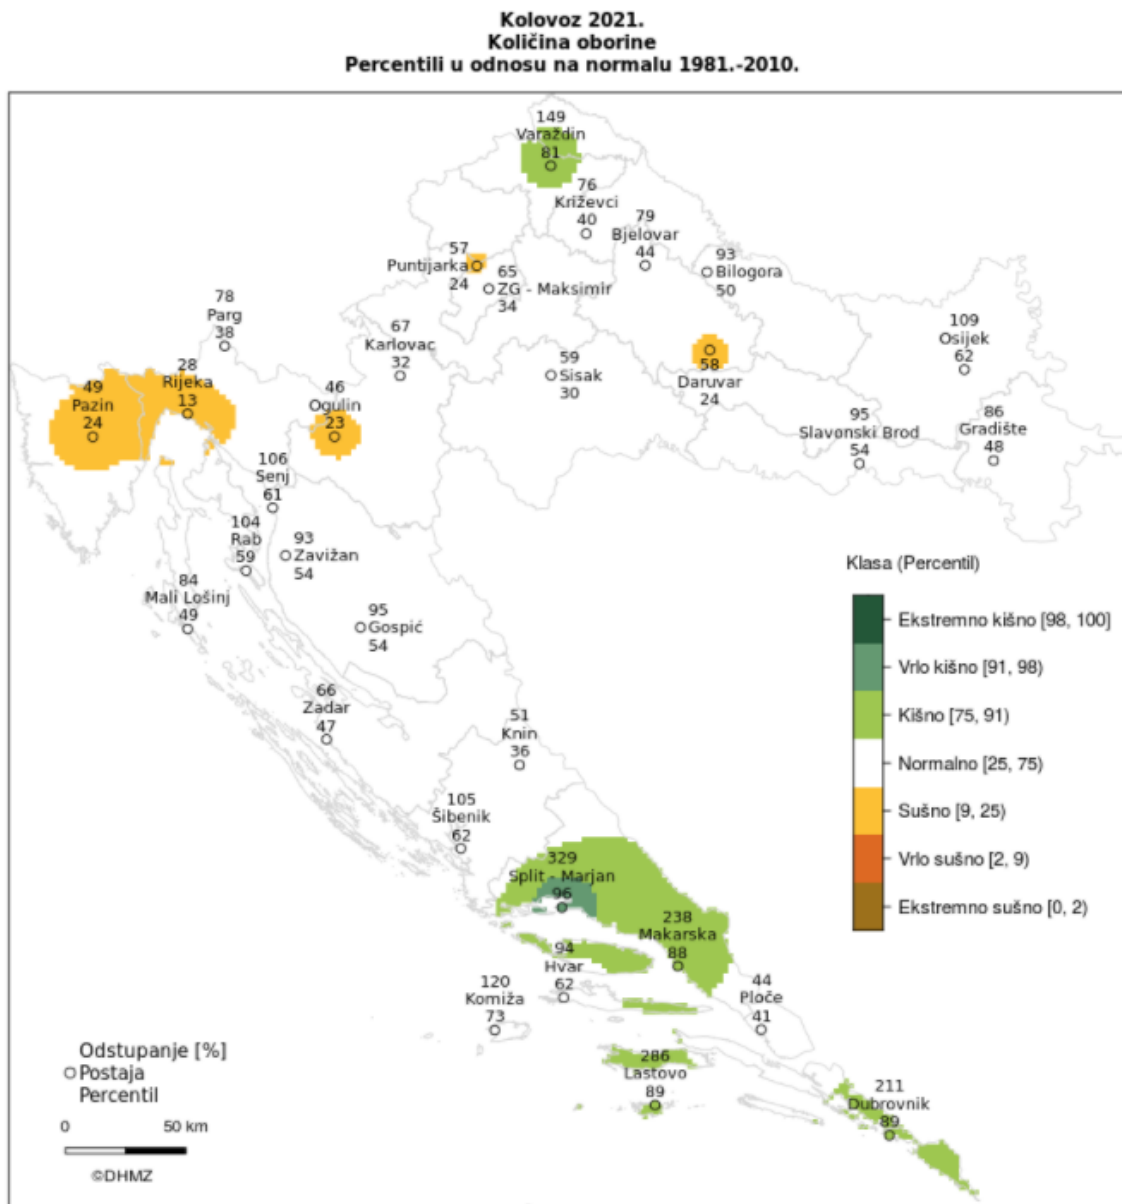 Kolovoz 2021.
Količina oborine
Percentili u odnosu na normalu 1981.-2010.
149
Varaždin
81
76
Križevci
40
79
Bjelovar
44
57
Puntijarka
24
65
ZG - Maksimir
34
93
Bilogora
50
78
Parg
38
67
Karlovac
32
59
Sisak
30
58
Daruvar
24
109
Osijek
62
28
Rijeka
13
49
Pazin
24
46
Ogulin
23
95
Slavonski Brod
54
86
Gradište
48
106
Senj
61
104
Rab
59
93
Zavižan
54
84
Mali Lošinj
49
95
Gospić
54
66
Zadar
47
51
Knin
36
105
Šibenik
62
329
Split - Marjan
96
238
Makarska
88
94
Hvar
62
120
Komiža
73
44
Ploče
41
286
Lastovo
89
211
Dubrovnik
89
Klasa (Percentil)
Ekstremno kišno [98, 100]
Vrlo kišno [91, 98)
Kišno [75, 91)
Normalno [25, 75)
Sušno [9, 25)
Vrlo sušno [2, 9)
Ekstremno sušno [0, 2)
Odstupanje [%]
Postaja
Percentil
0 50 km
©DHMZ